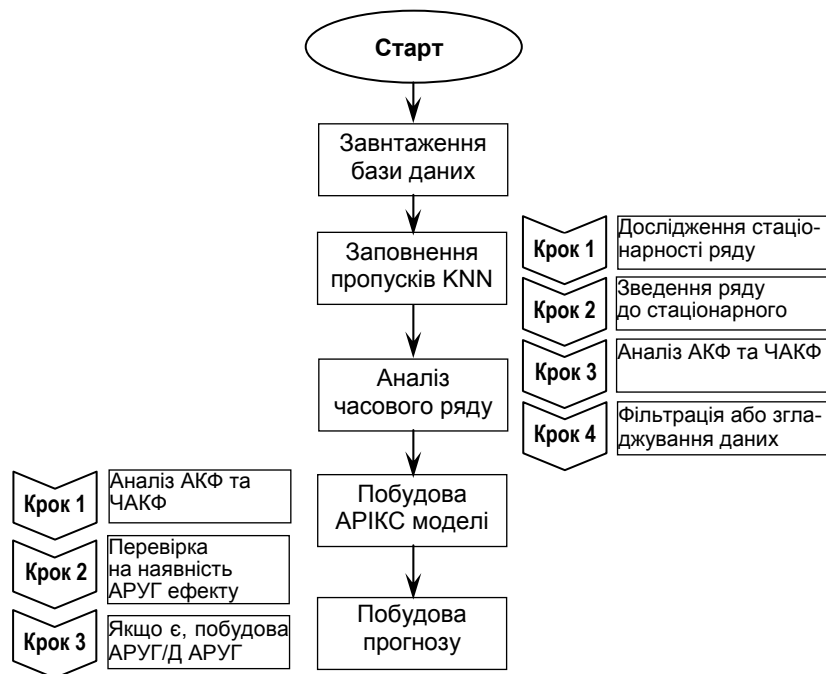 Старт
Завнтаження
бази даних
Заповнення
пропусків KNN
Аналіз
часового ряду
Побудова
АРІКС моделі
Побудова
прогнозу
Крок 1
Дослідження стаціо-
нарності ряду
Крок 2
Зведення ряду
до стаціонарного
Крок 3
Аналіз АКФ та ЧАКФ
Крок 4
Фільтрація або згла-
джування даних
Крок 1
Аналіз АКФ та
ЧАКФ
Крок 2
Перевірка
на наявність
АРУГ ефекту
Крок 3
Якщо є, побудова
АРУГ/Д АРУГ